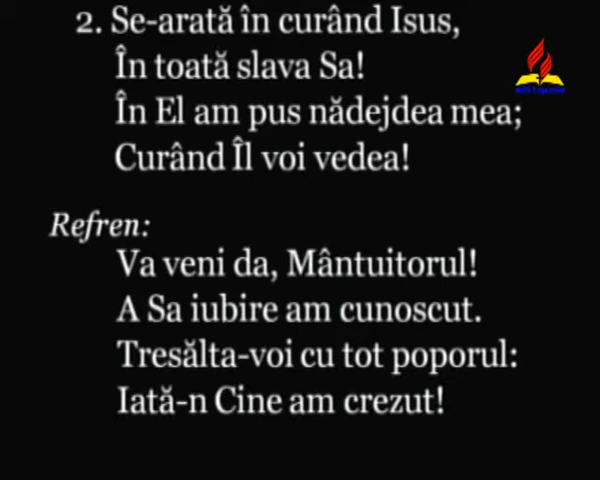 2. Se-arată în curând Isus,
În toată slava Sa!
În El am pus nădejdea mea;
Curând Îl voi vedea!
Refren:
Va veni da, Mântuitorul!
A Sa iubire am cunoscut.
Tresălta-voi cu tot poporul:
Iată-n Cine am crezut!